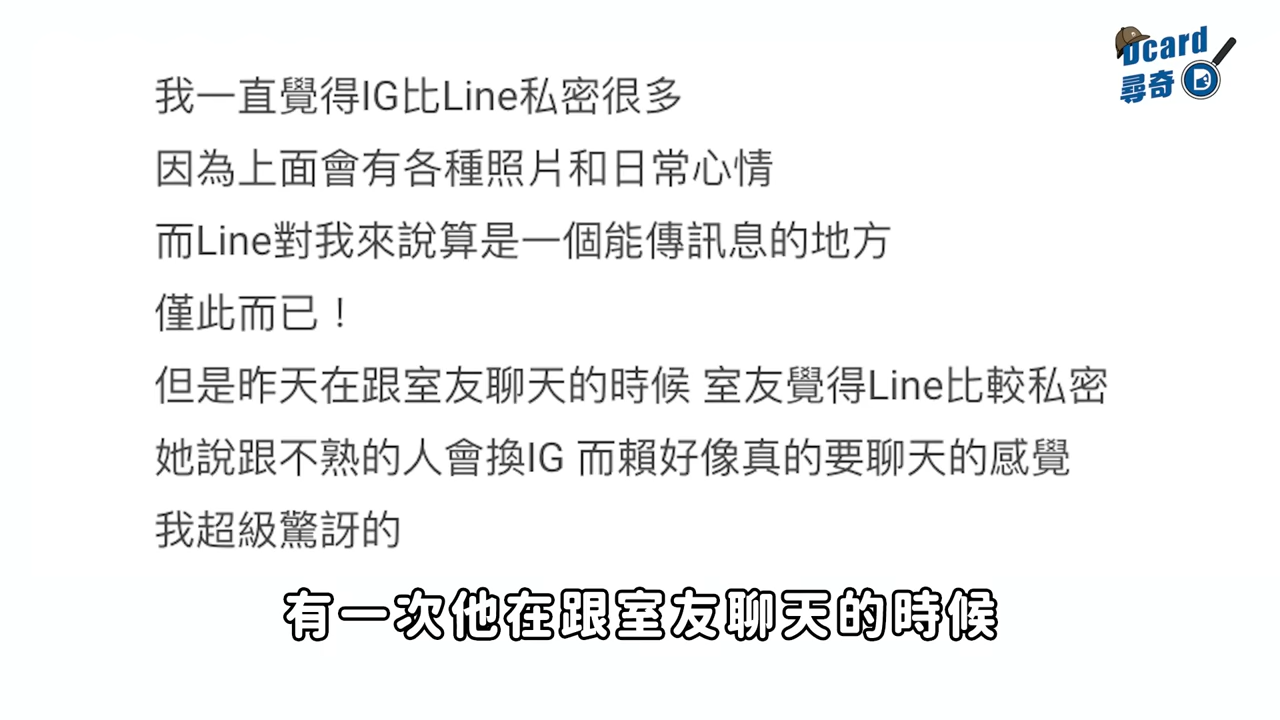 Dcard
尋奇
我一直覺得IG比Line私密很多
因為上面會有各種照片和日常心情
而Line對我來說算是一個能傳訊息的地方
僅此而已！
但是昨天在跟室友聊天的時候 室友覺得Line比較私密
她說跟不熟的人會換IG 而賴好像真的要聊天的感覺
我超級驚訝的
有一次他在跟室友聊天的時候